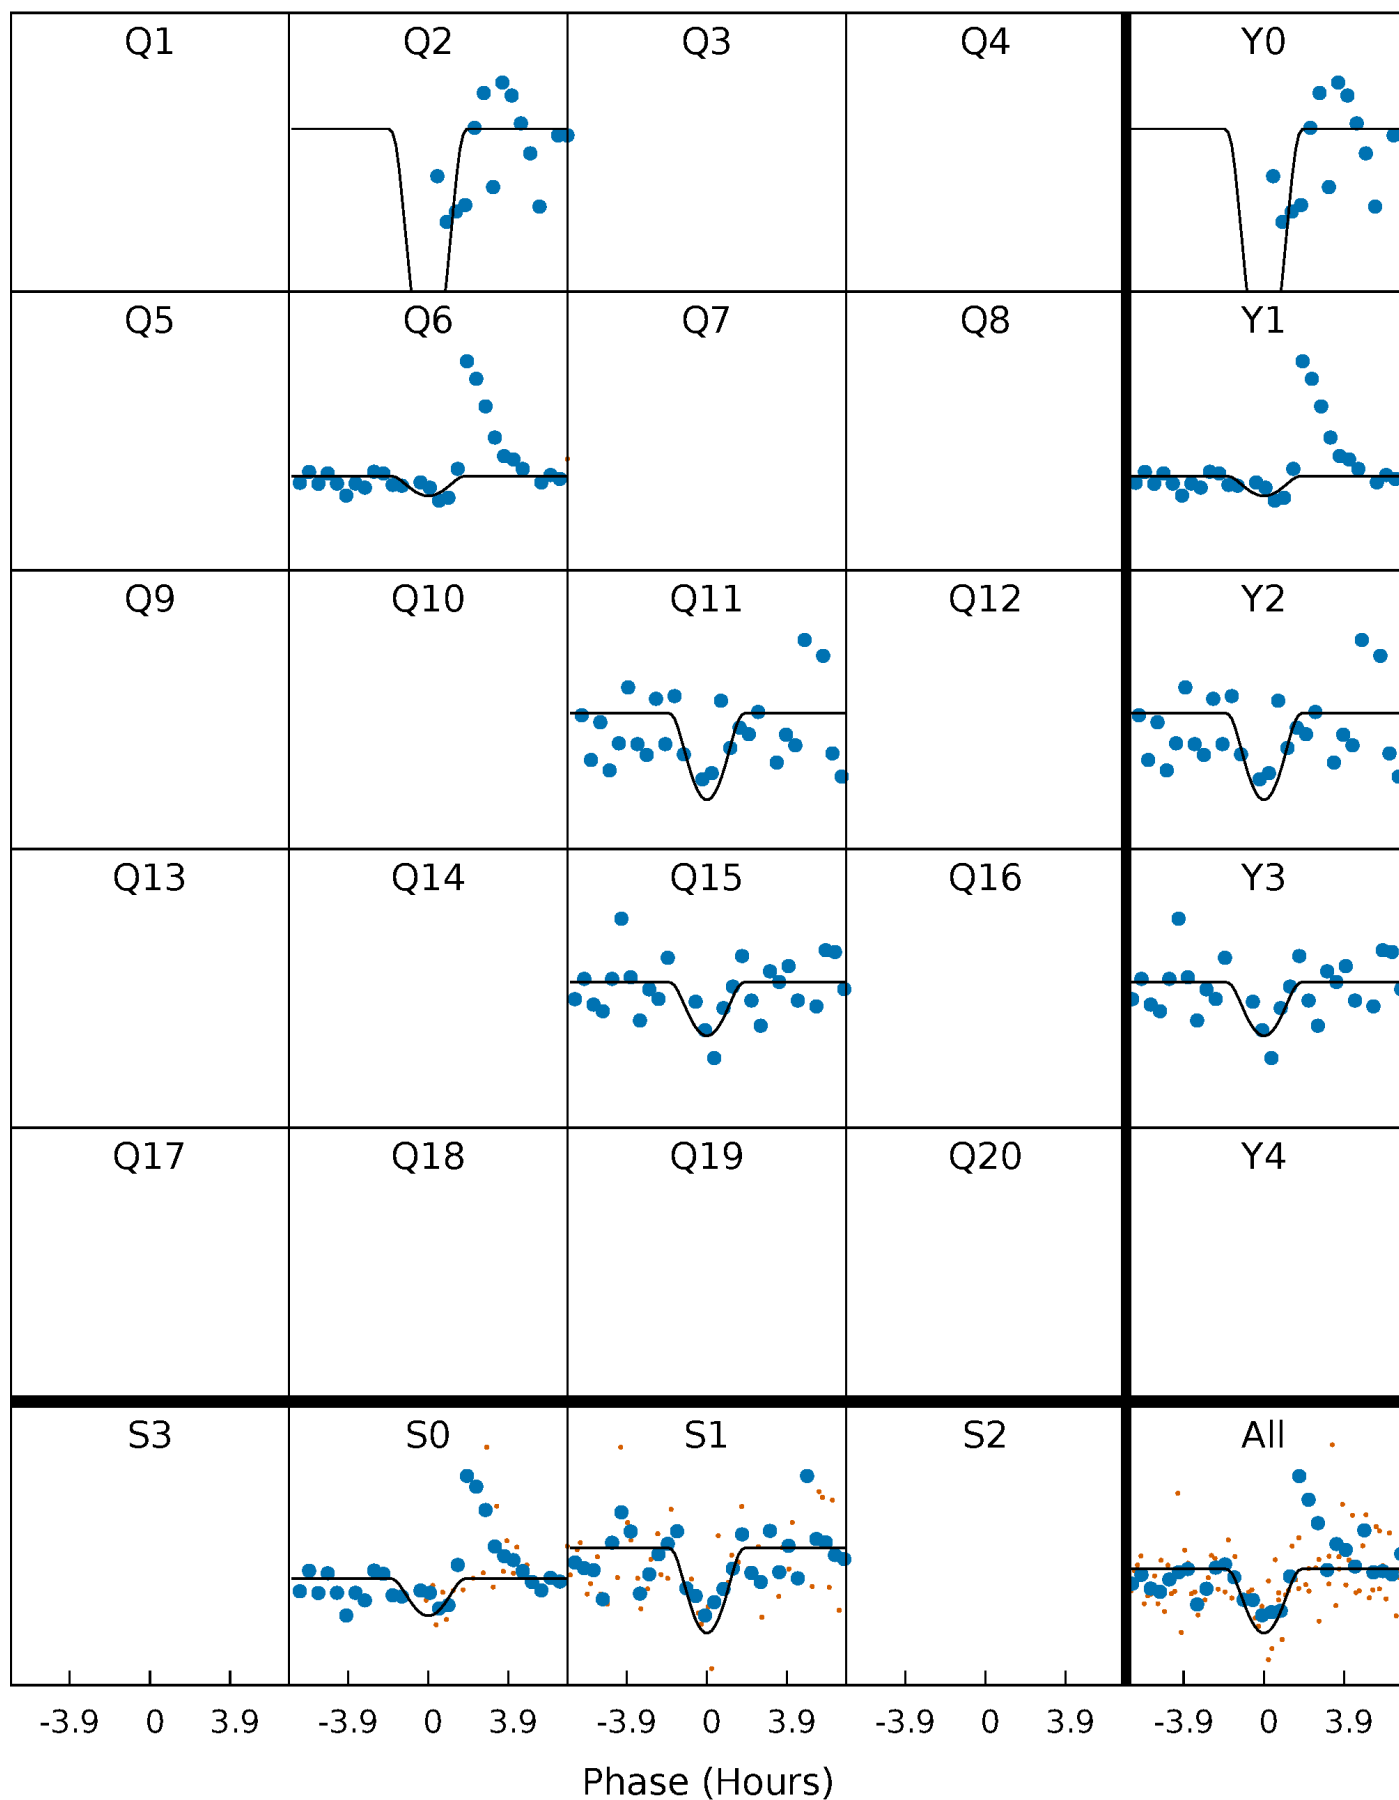 Q1 Q2 Q3 Q4 Y0
Q5 Q6 Q7 Q8 Y1
Q9 Q10 Q11 Q12 Y2
Q13 Q14 Q15 Q16 Y3
Q17 Q18 Q19 Q20 Y4
S3 S0 S1 S2 All
-3.9 0 3.9 -3.9 0 3.9 -3.9 0 3.9 -3.9 0 3.9 -3.9 0 3.9
Phase (Hours)